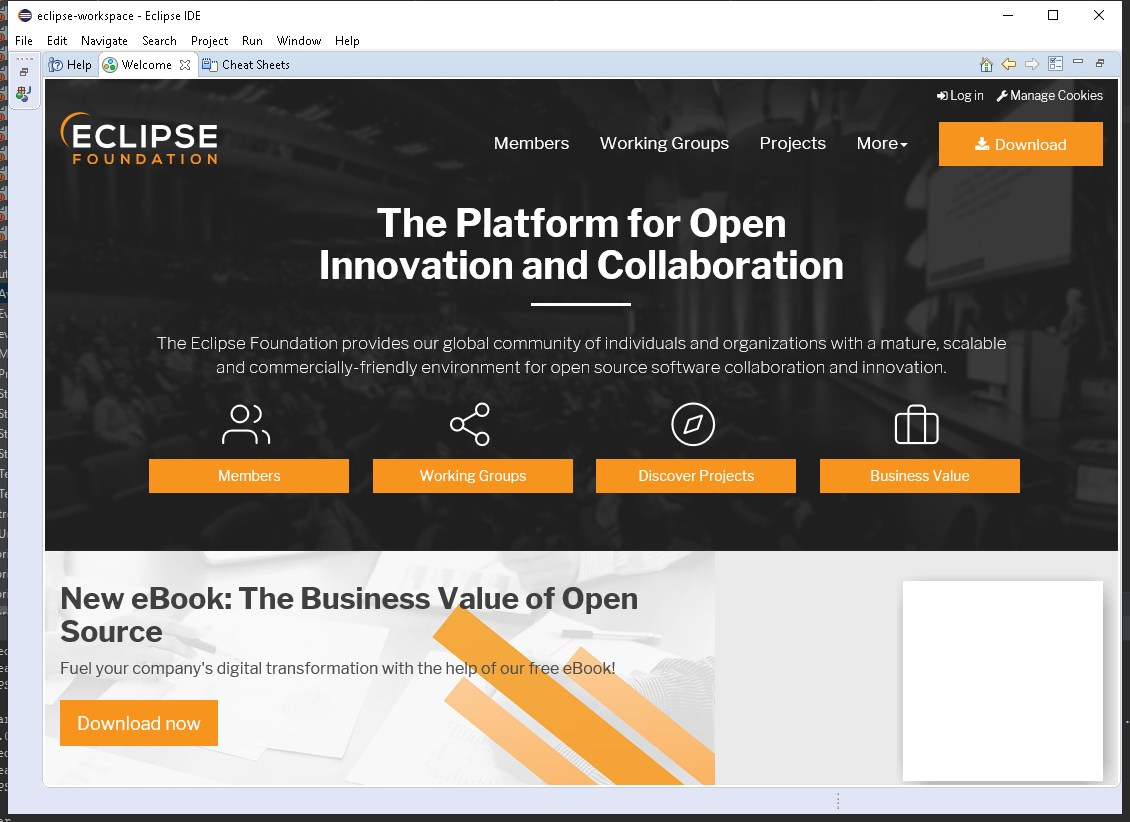 eclipse-workspace - Eclipse IDE
File Edit Navigate Search Project Run Window Help
Help Welcome Cheat Sheets
Log in Manage Cookies
ECLIPSE
FOUNDATION
Members Working Groups Projects More Download
The Platform for Open
Innovation and Collaboration
The Eclipse Foundation provides our global community of individuals and organizations with a mature, scalable
and commercially-friendly environment for open source software collaboration and innovation.
Members Working Groups Discover Projects Business Value
New eBook: The Business Value of Open
Source
Fuel your company's digital transformation with the help of our free eBook!
Download now